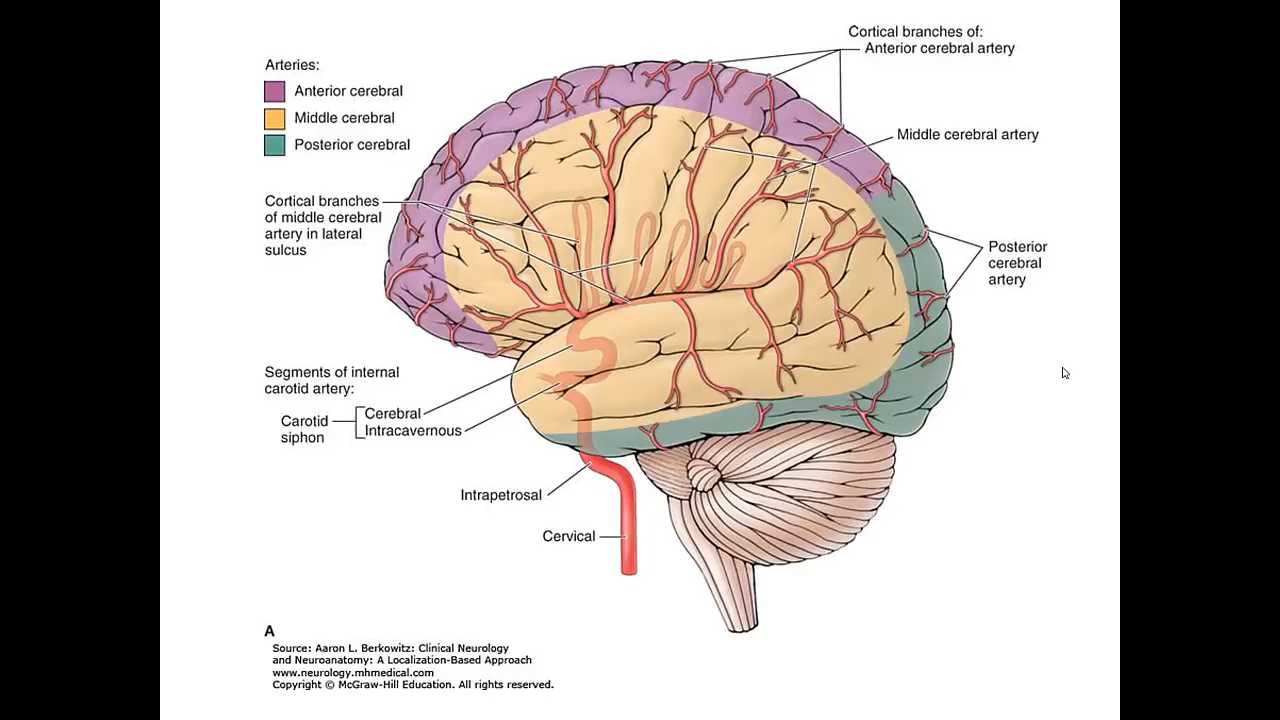 Cortical branches of:
Anterior cerebral artery
Arteries:
Anterior cerebral
Middle cerebral
Posterior cerebral
Middle cerebral artery
Cortical branches
of middle cerebral
artery in lateral
sulcus
Posterior
cerebral
artery
Segments of internal
carotid artery:
Carotid
siphon
Cerebral
Intracavernous
Intrapetrosal
Cervical
A
Source: Aaron L. Berkowitz: Clinical Neurology
and Neuroanatomy: A Localization-Based Approach
www.neurology.mhmedical.com
Copyright © McGraw-Hill Education. All rights reserved.